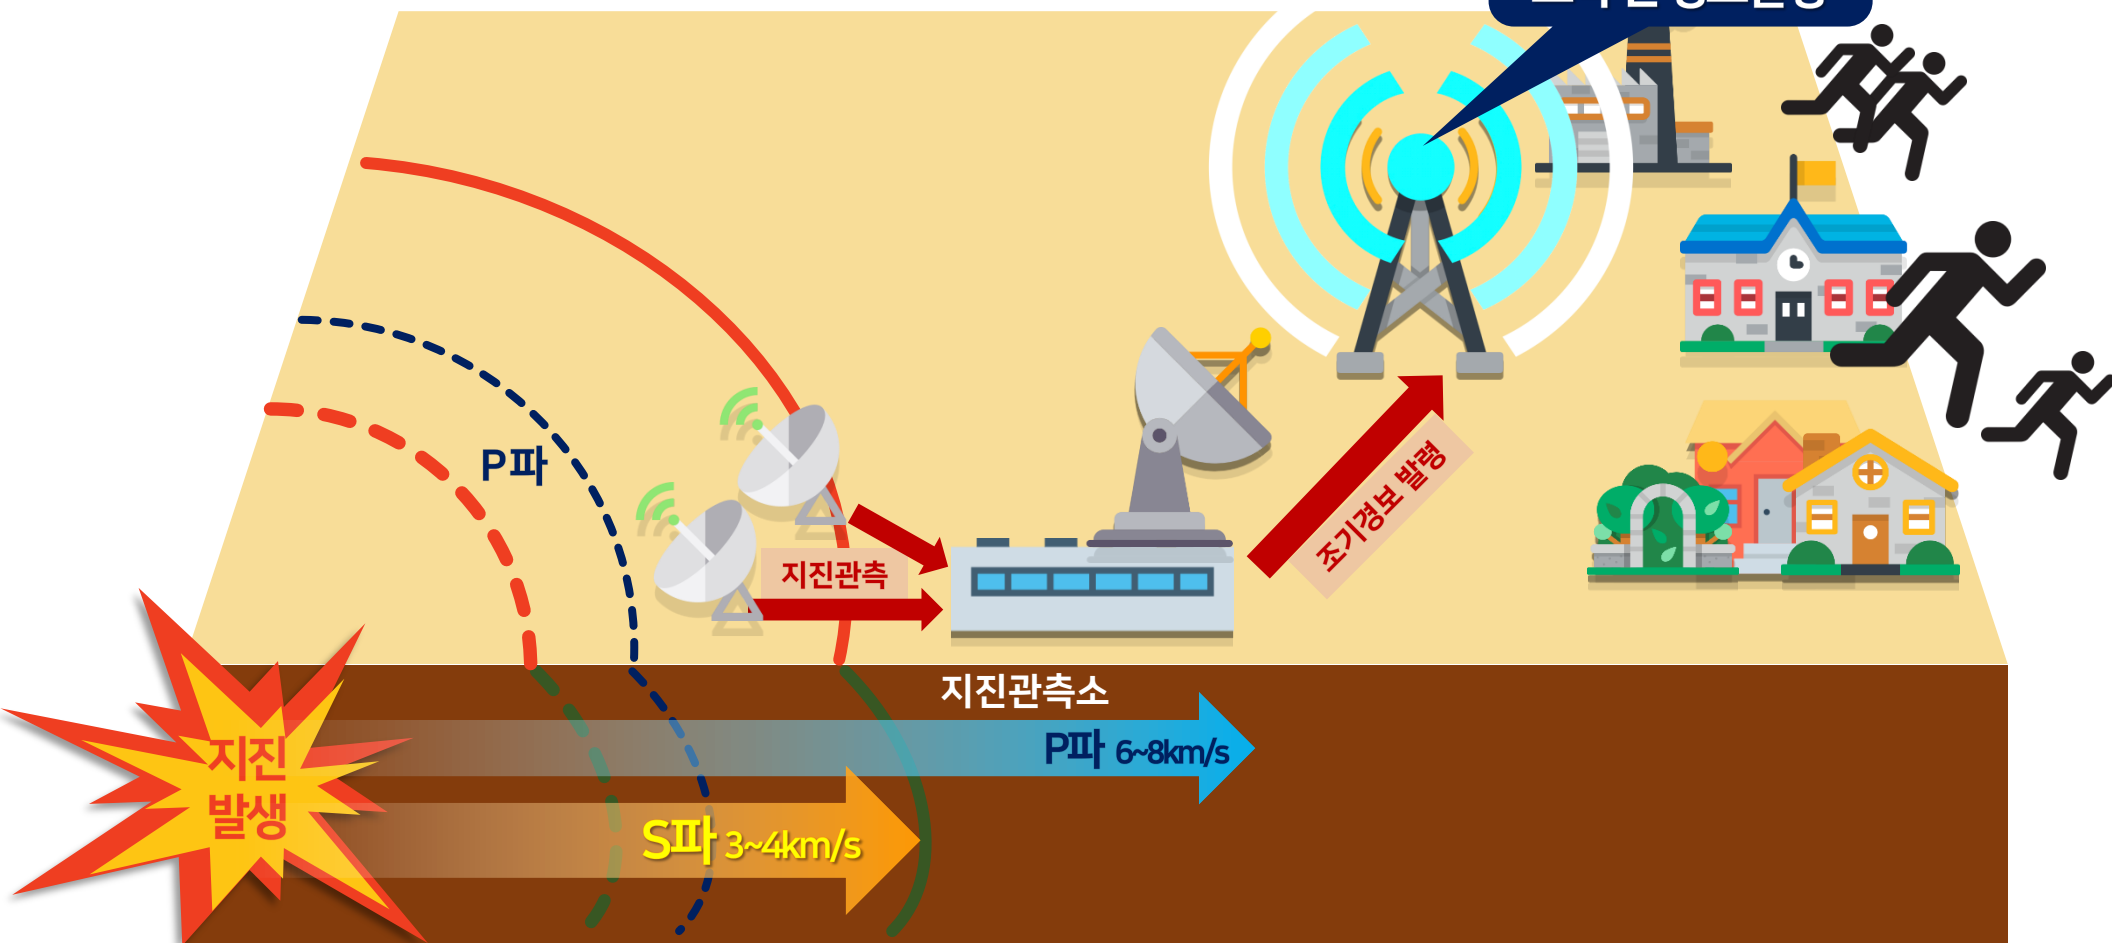 P파
지진관측
조기경보 발령
지진관측소
P파 6~8km/s
S파 3~4km/s
지진
발생